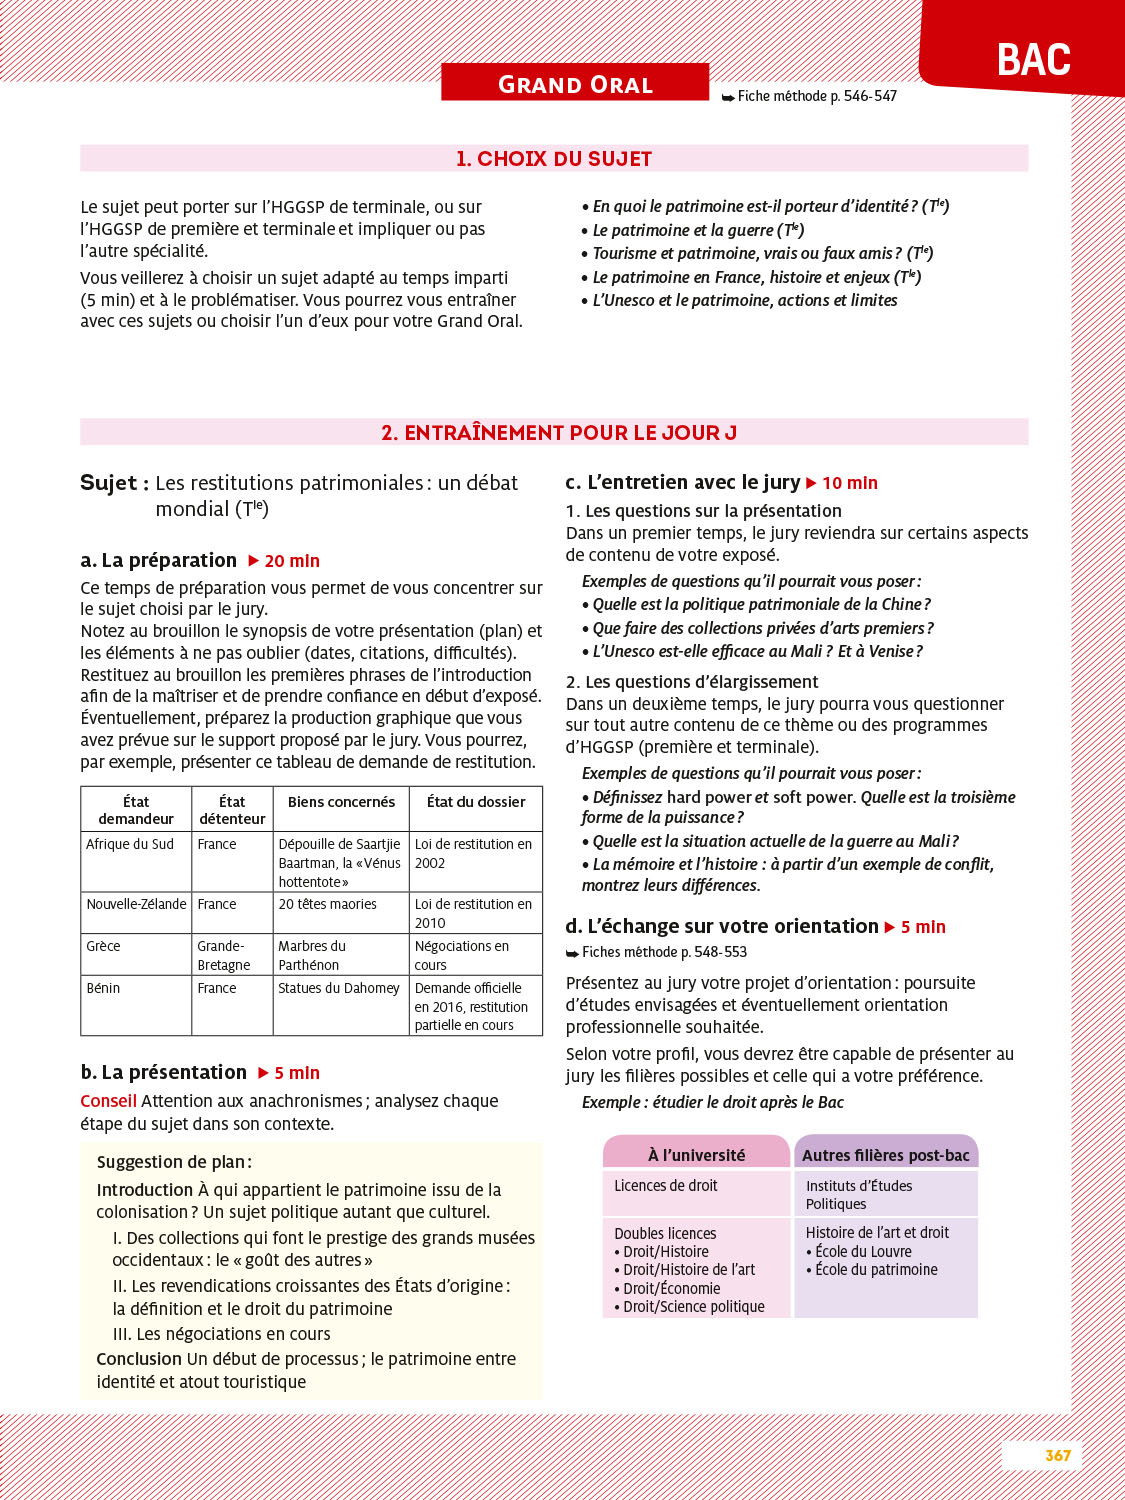 BAC
GRAND ORAL
➥ Fiche méthode p. 546-547
1. CHOIX DU SUJET
Le sujet peut porter sur l'HGGSP de terminale, ou sur
l'HGGSP de première et terminale et impliquer ou pas
l'autre spécialité.
Vous veillerez à choisir un sujet adapté au temps imparti
(5 min) et à le problématiser. Vous pourrez vous entraîner
avec ces sujets ou choisir l'un d'eux pour votre Grand Oral.
• En quoi le patrimoine est-il porteur d'identité ? (Tle)
• Le patrimoine et la guerre (Tle)
• Tourisme et patrimoine, vrais ou faux amis ? (Tle)
• Le patrimoine en France, histoire et enjeux (Tle)
• L'Unesco et le patrimoine, actions et limites
2. ENTRAÎNEMENT POUR LE JOUR J
Sujet : Les restitutions patrimoniales : un débat
mondial (Tle)
a. La préparation ▶ 20 min
Ce temps de préparation vous permet de vous concentrer sur
le sujet choisi par le jury.
Notez au brouillon le synopsis de votre présentation (plan) et
les éléments à ne pas oublier (dates, citations, difficultés).
Restituez au brouillon les premières phrases de l'introduction
afin de la maîtriser et de prendre confiance en début d'exposé.
Éventuellement, préparez la production graphique que vous
avez prévue sur le support proposé par le jury. Vous pourrez,
par exemple, présenter ce tableau de demande de restitution.
État demandeur | État détenteur | Biens concernés | État du dossier
Afrique du Sud | France | Dépouille de Saartjie Baartman, la « Vénus hottentote » | Loi de restitution en 2002
Nouvelle-Zélande | France | 20 têtes maories | Loi de restitution en 2010
Grèce | Grande-Bretagne | Marbres du Parthénon | Négociations en cours
Bénin | France | Statues du Dahomey | Demande officielle en 2016, restitution partielle en cours
b. La présentation ▶ 5 min
Conseil Attention aux anachronismes ; analysez chaque
étape du sujet dans son contexte.
Suggestion de plan :
Introduction À qui appartient le patrimoine issu de la
colonisation ? Un sujet politique autant que culturel.
I. Des collections qui font le prestige des grands musées
occidentaux : le « goût des autres »
II. Les revendications croissantes des États d'origine :
la définition et le droit du patrimoine
III. Les négociations en cours
Conclusion Un début de processus ; le patrimoine entre
identité et atout touristique
c. L'entretien avec le jury ▶ 10 min
1. Les questions sur la présentation
Dans un premier temps, le jury reviendra sur certains aspects
de contenu de votre exposé.
Exemples de questions qu'il pourrait vous poser :
• Quelle est la politique patrimoniale de la Chine ?
• Que faire des collections privées d'arts premiers ?
• L'Unesco est-elle efficace au Mali ? Et à Venise ?
2. Les questions d'élargissement
Dans un deuxième temps, le jury pourra vous questionner
sur tout autre contenu de ce thème ou des programmes
d'HGGSP (première et terminale).
Exemples de questions qu'il pourrait vous poser :
• Définissez hard power et soft power. Quelle est la troisième
forme de la puissance ?
• Quelle est la situation actuelle de la guerre au Mali ?
• La mémoire et l'histoire : à partir d'un exemple de conflit,
montrez leurs différences.
d. L'échange sur votre orientation ▶ 5 min
➥ Fiches méthode p. 548-553
Présentez au jury votre projet d'orientation : poursuite
d'études envisagées et éventuellement orientation
professionnelle souhaitée.
Selon votre profil, vous devrez être capable de présenter au
jury les filières possibles et celle qui a votre préférence.
Exemple : étudier le droit après le Bac
À l'université | Autres filières post-bac
Licences de droit | Instituts d'Études Politiques
Doubles licences
• Droit/Histoire
• Droit/Histoire de l'art
• Droit/Économie
• Droit/Science politique
Histoire de l'art et droit
• École du Louvre
• École du patrimoine
367